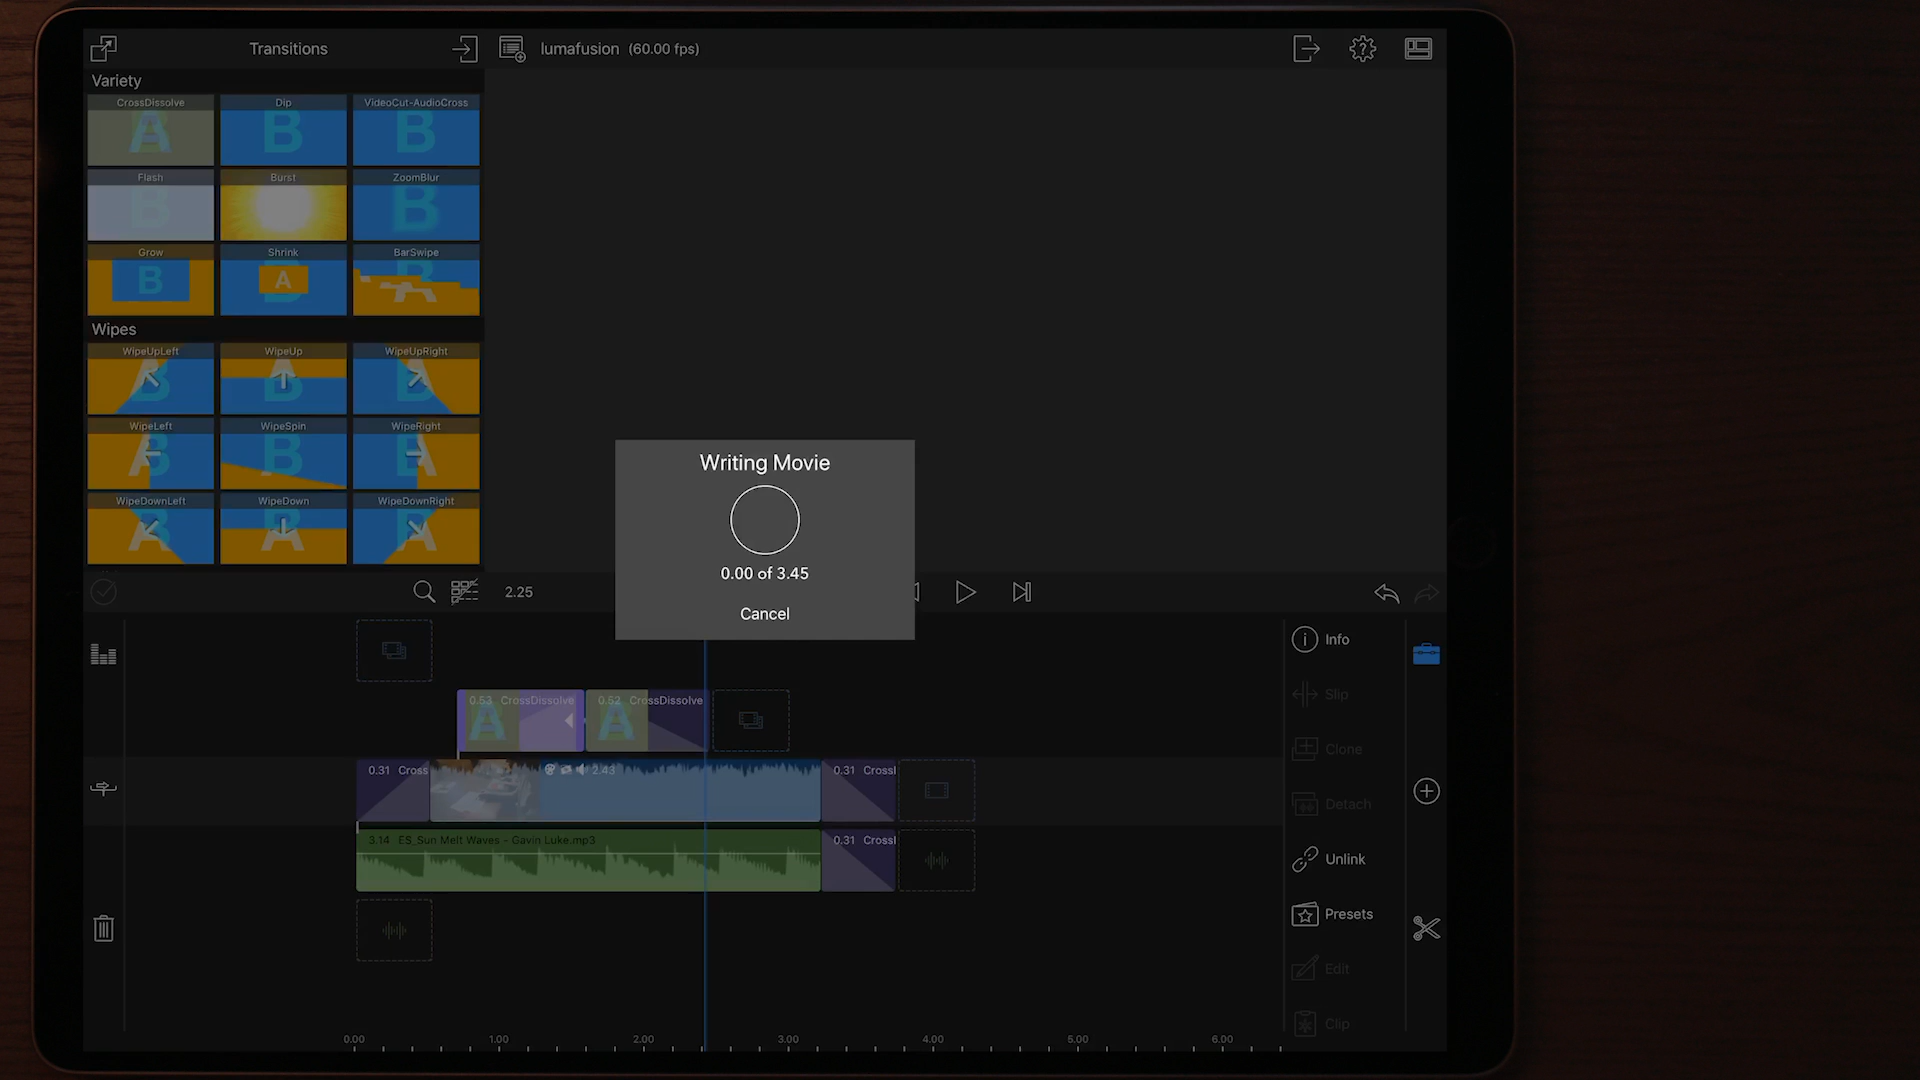 Transitions
lumafusion (60.00 fps)
Variety
CrossDissolve
A
Dip
B
VideoCut-AudioCross
B
Flash
B
Burst
ZoomBlur
B
Grow
B
Shrink
A
BarSwipe
Wipes
WipeUpLeft
WipeUp
WipeUpRight
WipeLeft
WipeSpin
WipeRight
WipeDownLeft
WipeDown
WipeDownRight
Writing Movie
0.00 of 3.45
Cancel
2.25
Info
Slip
Clone
Detach
Unlink
Presets
Edit
Clip
0.53 CrossDissolve
A
0.52 CrossDissolve
A
0.31 Cross
2.43
0.31 Crossl
3.14 ES_Sun Melt Waves - Gavin Luke.mp3
0.31 Crossl
0.00 1.00 2.00 3.00 4.00 5.00 6.00